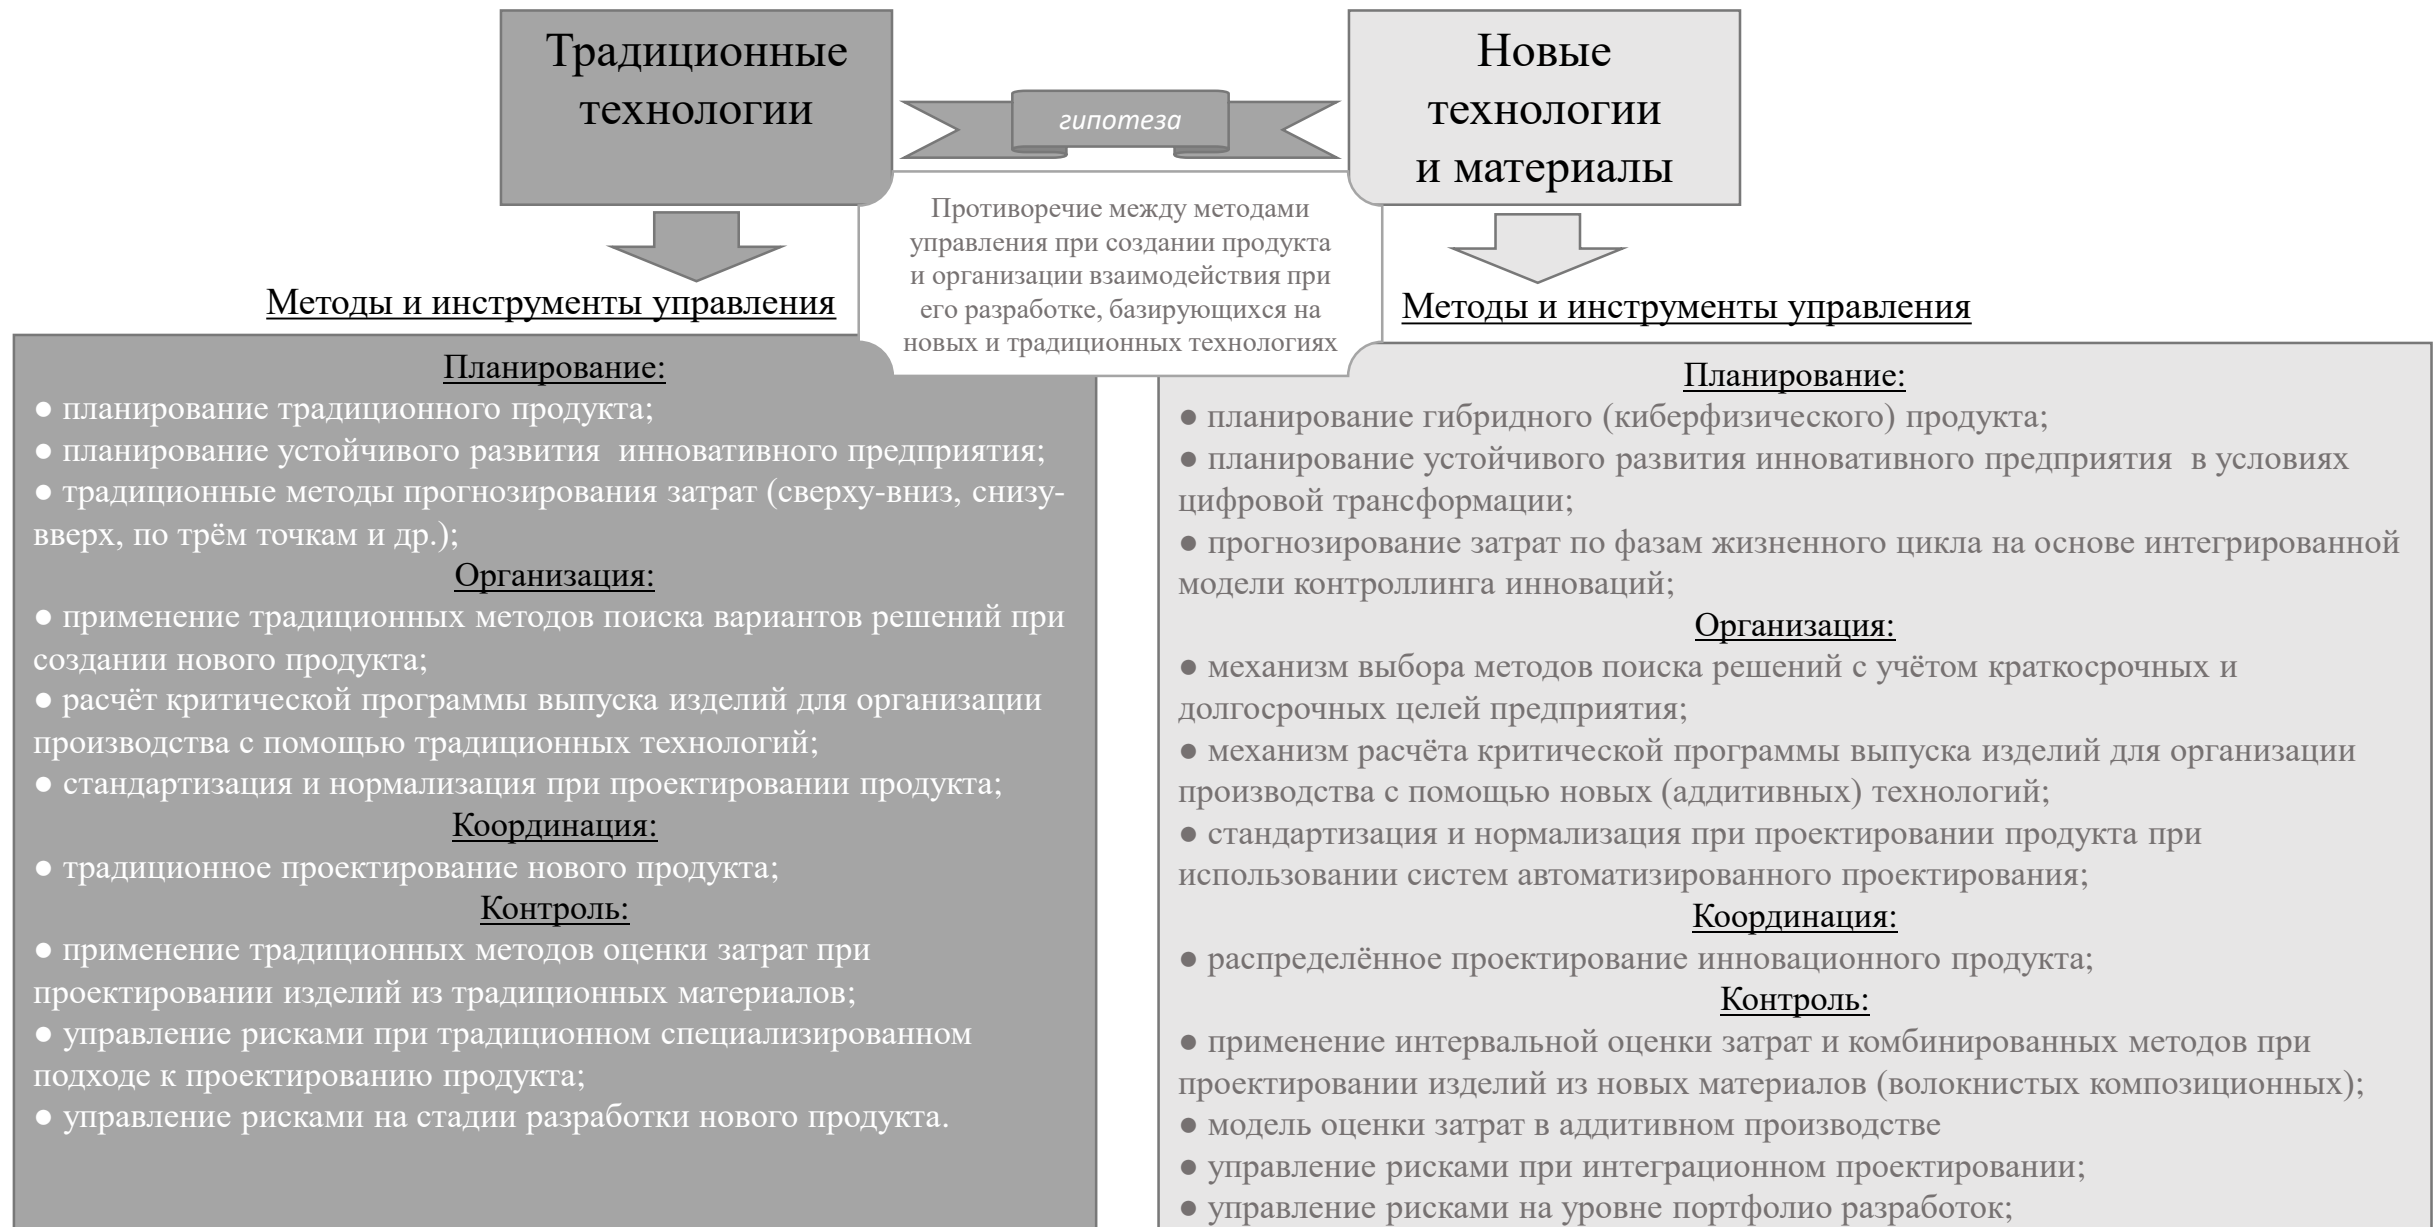 Традиционные
технологии
гипотеза
Новые
технологии
и материалы
Противоречие между методами
управления при создании продукта
и организации взаимодействия при
его разработке, базирующихся на
новых и традиционных технологиях
Методы и инструменты управления
Планирование:
● планирование традиционного продукта;
● планирование устойчивого развития  инновативного предприятия;
● традиционные методы прогнозирования затрат (сверху-вниз, снизу-
вверх, по трём точкам и др.);
Организация:
● применение традиционных методов поиска вариантов решений при
создании нового продукта;
● расчёт критической программы выпуска изделий для организации
производства с помощью традиционных технологий;
● стандартизация и нормализация при проектировании продукта;
Координация:
● традиционное проектирование нового продукта;
Контроль:
● применение традиционных методов оценки затрат при
проектировании изделий из традиционных материалов;
● управление рисками при традиционном специализированном
подходе к проектированию продукта;
● управление рисками на стадии разработки нового продукта.
Методы и инструменты управления
Планирование:
● планирование гибридного (киберфизического) продукта;
● планирование устойчивого развития инновативного предприятия  в условиях
цифровой трансформации;
● прогнозирование затрат по фазам жизненного цикла на основе интегрированной
модели контроллинга инноваций;
Организация:
● механизм выбора методов поиска решений с учётом краткосрочных и
долгосрочных целей предприятия;
● механизм расчёта критической программы выпуска изделий для организации
производства с помощью новых (аддитивных) технологий;
● стандартизация и нормализация при проектировании продукта при
использовании систем автоматизированного проектирования;
Координация:
● распределённое проектирование инновационного продукта;
Контроль:
● применение интервальной оценки затрат и комбинированных методов при
проектировании изделий из новых материалов (волокнистых композиционных);
● модель оценки затрат в аддитивном производстве
● управление рисками при интеграционном проектировании;
● управление рисками на уровне портфолио разработок;